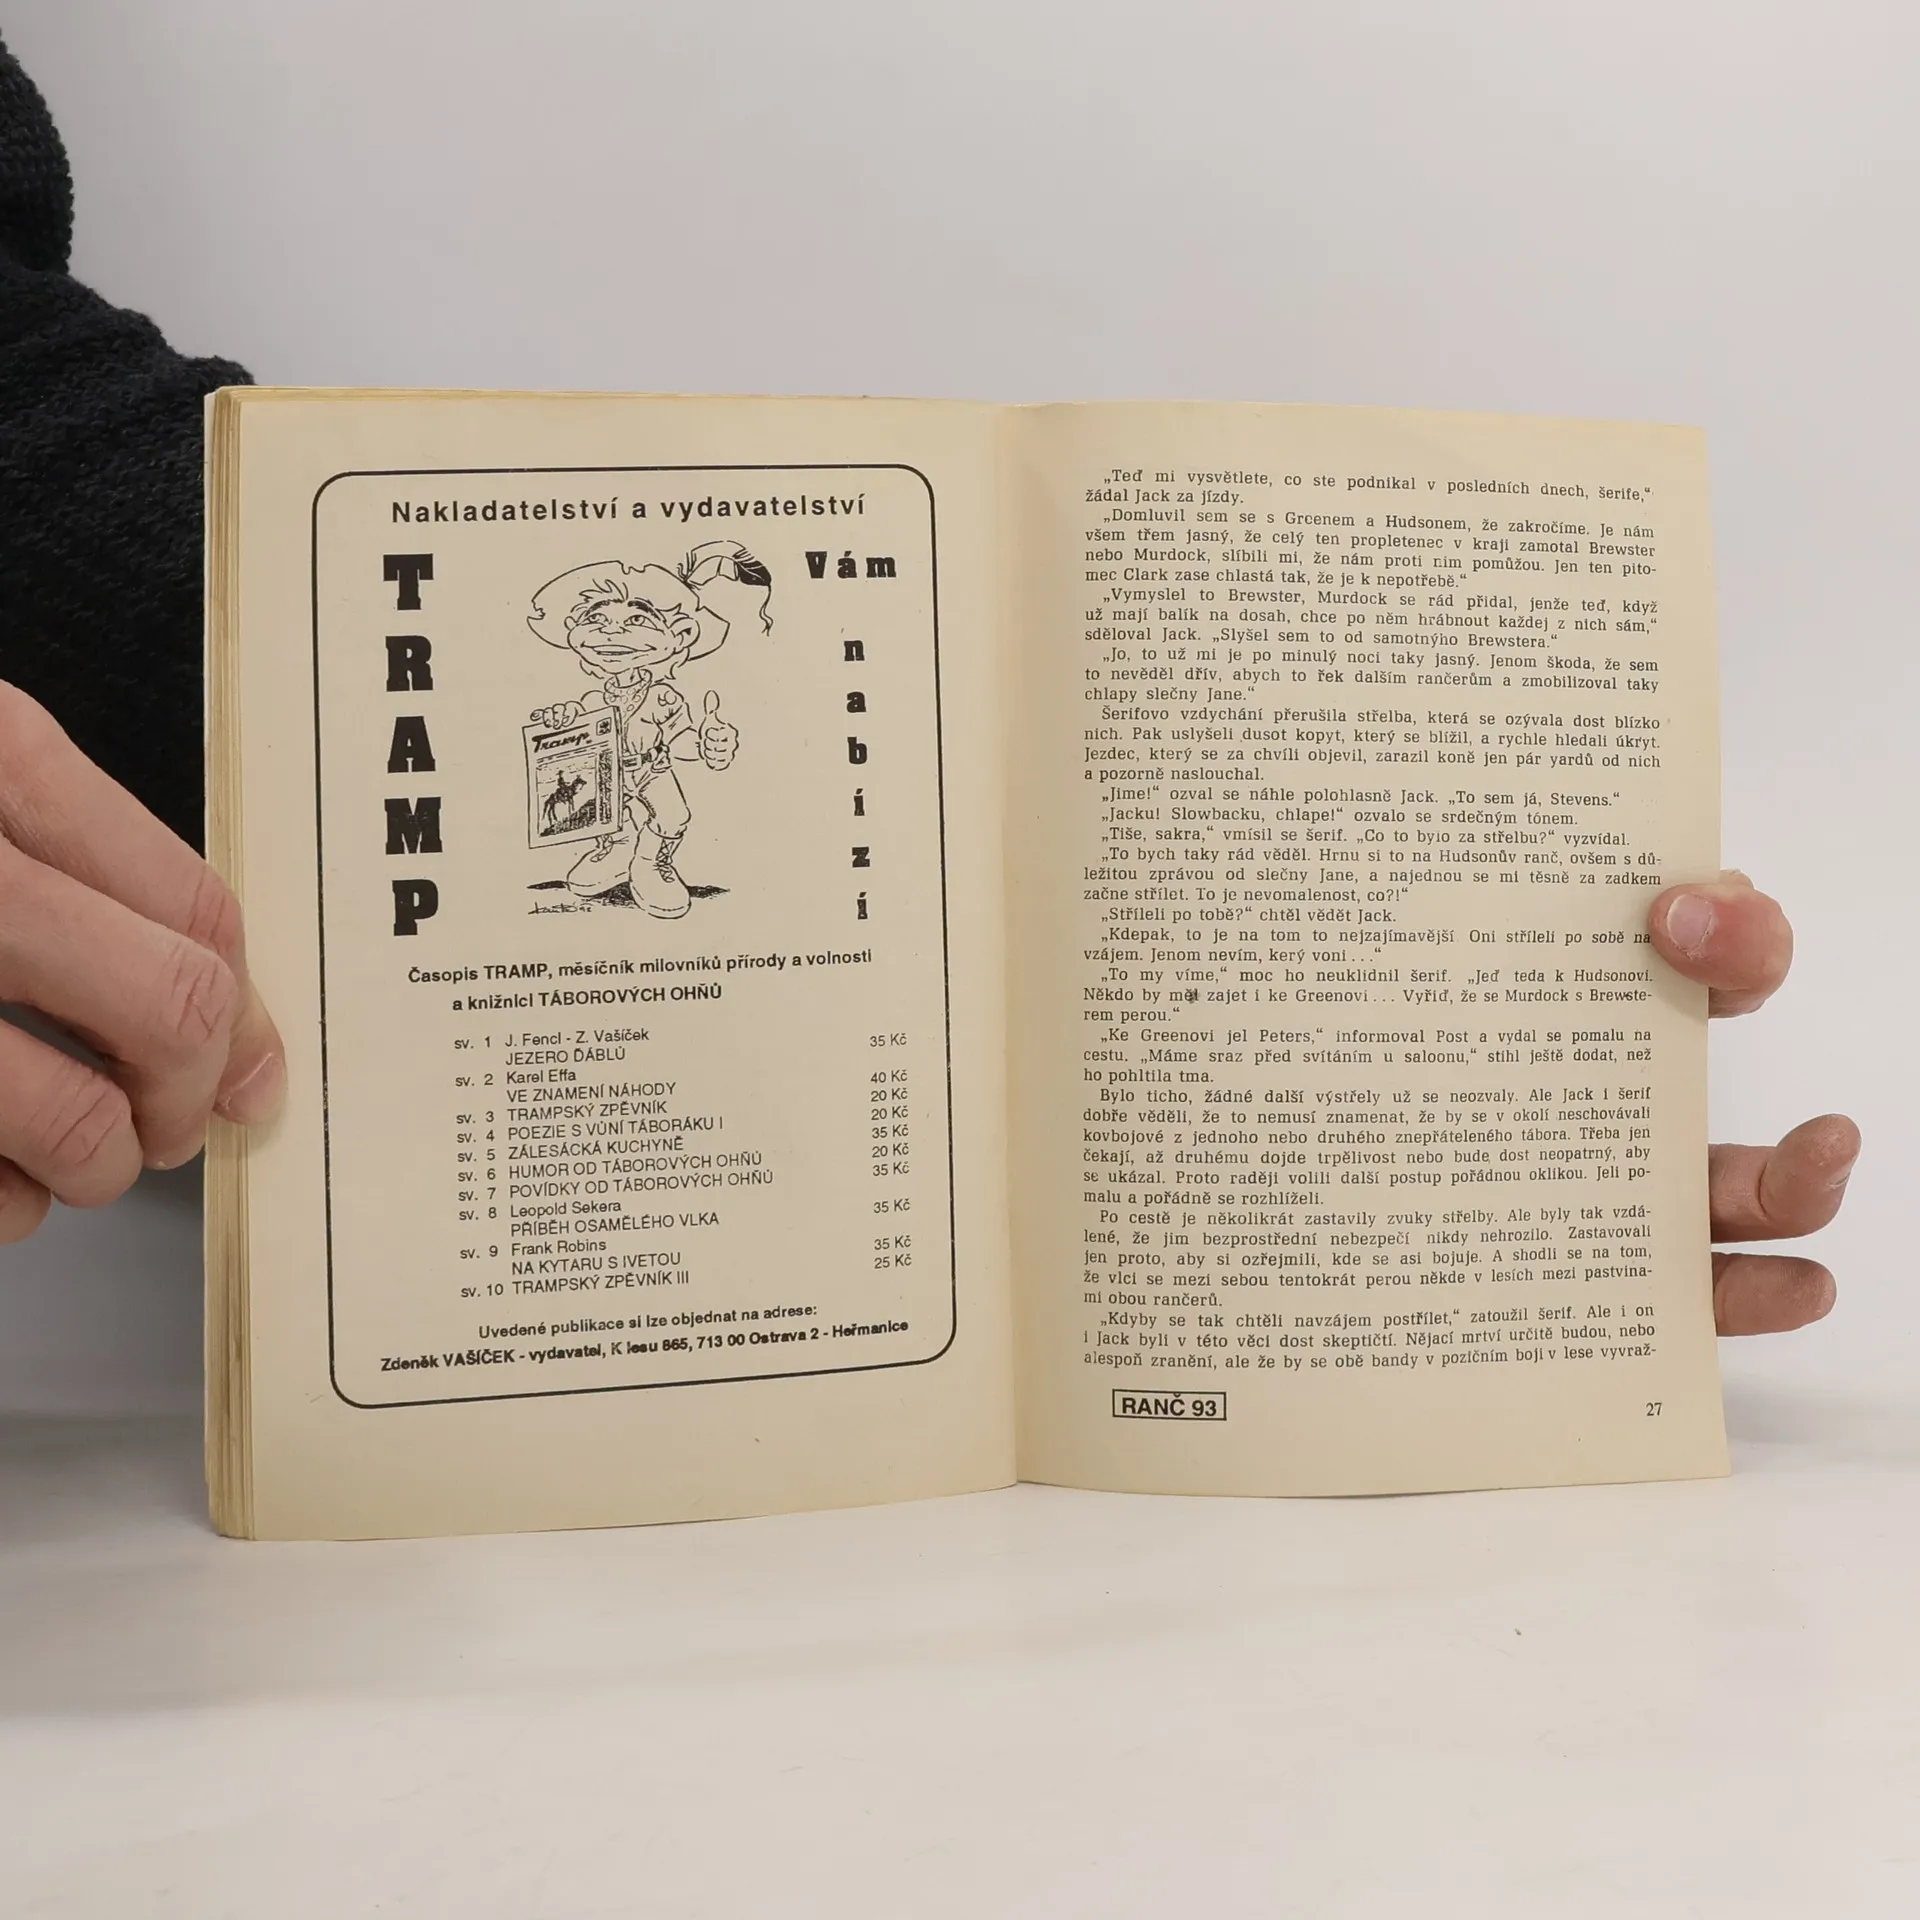 Nakladatelství a vydavatelství
TRAMP
Vám
nabízí
Tramp
Časopis TRAMP, měsíčník milovníků přírody a volnosti
a knižnici TÁBOROVÝCH OHŇŮ
sv. 1 J. Fencl - Z. Vašíček
JEZERO ĎÁBLŮ 35 Kč
sv. 2 Karel Effa
VE ZNAMENÍ NÁHODY 40 Kč
sv. 3 TRAMPSKÝ ZPĚVNÍK 20 Kč
sv. 4 POEZIE S VŮNÍ TÁBORÁKU I 20 Kč
sv. 5 ZÁLESÁCKÁ KUCHYNĚ 35 Kč
sv. 6 HUMOR OD TÁBOROVÝCH OHŇŮ 20 Kč
sv. 7 POVÍDKY OD TÁBOROVÝCH OHŇŮ 35 Kč
sv. 8 Leopold Sekera
PŘÍBĚH OSAMĚLÉHO VLKA 35 Kč
sv. 9 Frank Robins
NA KYTARU S IVETOU 35 Kč
sv. 10 TRAMPSKÝ ZPĚVNÍK III 25 Kč
Uvedené publikace si lze objednat na adrese:
Zdeněk VAŠÍČEK - vydavatel, K lesu 865, 713 00 Ostrava 2 - Heřmanice
„Teď mi vysvětlete, co ste podnikal v posledních dnech, šerife,“
žádal Jack za jízdy.
„Domluvil sem se s Greenem a Hudsonem, že zakročíme. Je nám
všem třem jasný, že celý ten propletenec v kraji zamotal Brewster
nebo Murdock, slíbili mi, že nám proti nim pomůžou. Jen ten pito-
mec Clark zase chlastá tak, že je k nepotřebě.“
„Vymyslel to Brewster, Murdock se rád přidal, jenže teď, když
už mají balík na dosah, chce po něm hrábnout každej z nich sám,“
sděloval Jack. „Slyšel sem to od samotnýho Brewstera.“
„Jo, to už mi je po minulý noci taky jasný. Jenom škoda, že sem
to nevěděl dřív, abych to řek dalším rančerům a zmobilizoval taky
chlapy slečny Jane.“
Šerifovo vzdychání přerušila střelba, která se ozývala dost blízko
nich. Pak uslyšeli dusot kopyt, který se blížil, a rychle hledali úkryt.
Jezdec, který se za chvíli objevil, zarazil koně jen pár yardů od nich
a pozorně naslouchal.
„Jime!“ ozval se náhle polohlasně Jack. „To sem já, Stevens.“
„Jacku! Slowbacku, chlape!“ ozvalo se srdečným tónem.
„Tiše, sakra,“ vmísil se šerif. „Co to bylo za střelbu?“ vyzvídal.
„To bych taky rád věděl. Hrnu si to na Hudsonův ranč, ovšem s dů-
ležitou zprávou od slečny Jane, a najednou se mi těsně za zadkem
začne střílet. To je nevomalenost, co?!“
„Stříleli po tobě?“ chtěl vědět Jack.
„Kdepak, to je na tom to nejzajímavější Oni stříleli po sobě na
vzájem. Jenom nevím, kerý voni...“
„To my víme,“ moc ho neuklidnil šerif. „Jeď teda k Hudsonovi.
Někdo by měl zajet i ke Greenovi... Vyřiď, že se Murdock s Brewste-
rem perou.“
„Ke Greenovi jel Peters,“ informoval Post a vydal se pomalu na
cestu. „Máme sraz před svítáním u saloonu,“ stihl ještě dodat, než
ho pohltila tma.
Bylo ticho, žádné další výstřely už se neozvaly. Ale Jack i šerif
dobře věděli, že to nemusí znamenat, že by se v okolí neschovávali
kovbojové z jednoho nebo druhého znepřáteleného tábora. Třeba jen
čekají, až druhému dojde trpělivost nebo bude dost neopatrný, aby
se ukázal. Proto raději volili další postup pořádnou oklikou. Jeli po-
malu a pořádně se rozhlíželi.
Po cestě je několikrát zastavily zvuky střelby. Ale byly tak vzdá-
lené, že jim bezprostřední nebezpečí nikdy nehrozilo. Zastavovali
jen proto, aby si ozřejmili, kde se asi bojuje. A shodli se na tom,
že vlci se mezi sebou tentokrát perou někde v lesích mezi pastvina-
mi obou rančerů.
„Kdyby se tak chtěli navzájem postřílet,“ zatoužil šerif. Ale i on
i Jack byli v této věci dost skeptičtí. Nějací mrtví určitě budou, nebo
alespoň zranění, ale že by se obě bandy v pozičním boji v lese vyvraž-
RANČ 93
27